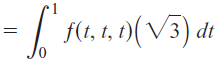 = ∫₀¹ f(t, t, t)(√3) dt